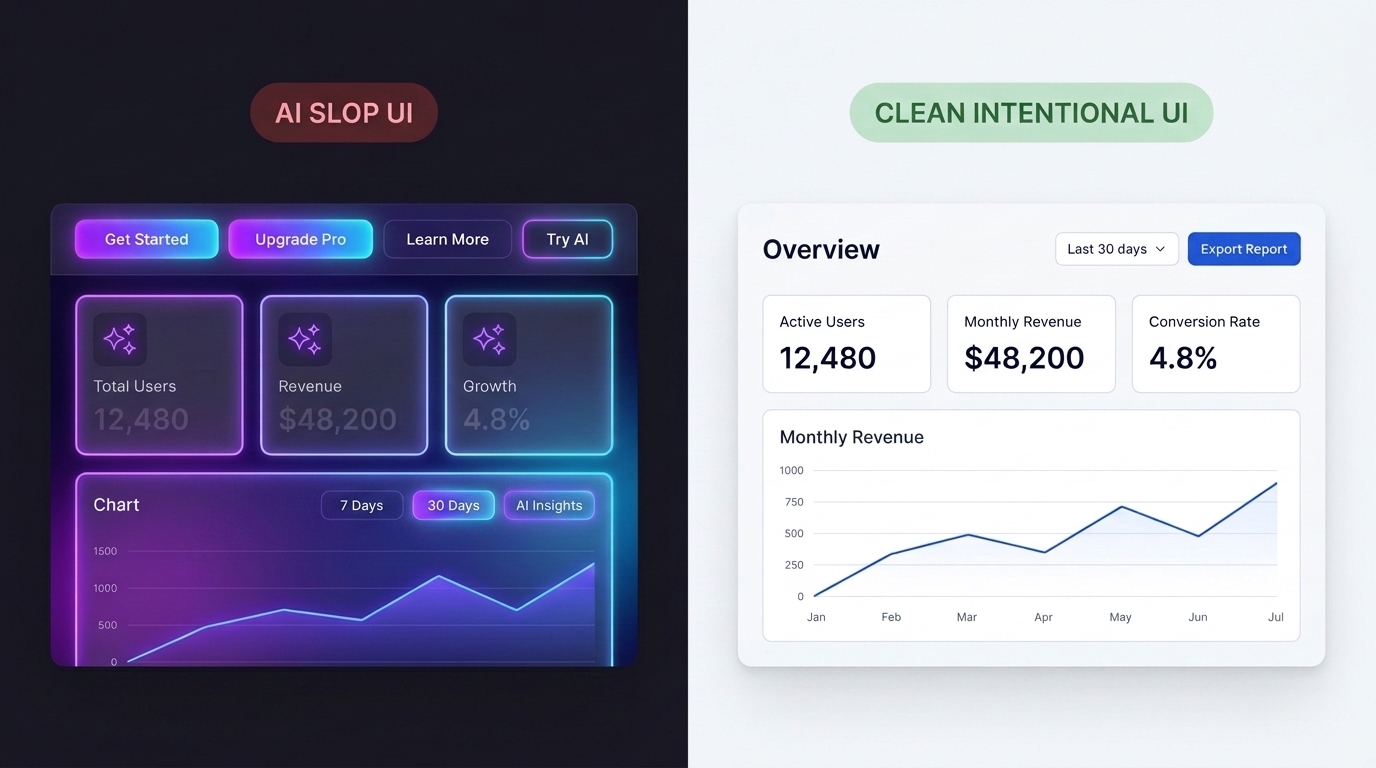 AI SLOP UI
Get Started
Upgrade Pro
Learn More
Try AI
Total Users
12,480
Revenue
$48,200
Growth
4.8%
Chart
7 Days
30 Days
AI Insights
1500
1000
500
0
CLEAN INTENTIONAL UI
Overview
Last 30 days
Export Report
Active Users
12,480
Monthly Revenue
$48,200
Conversion Rate
4.8%
Monthly Revenue
1000
750
500
250
0
Jan
Feb
Mar
Apr
May
Jun
Jul